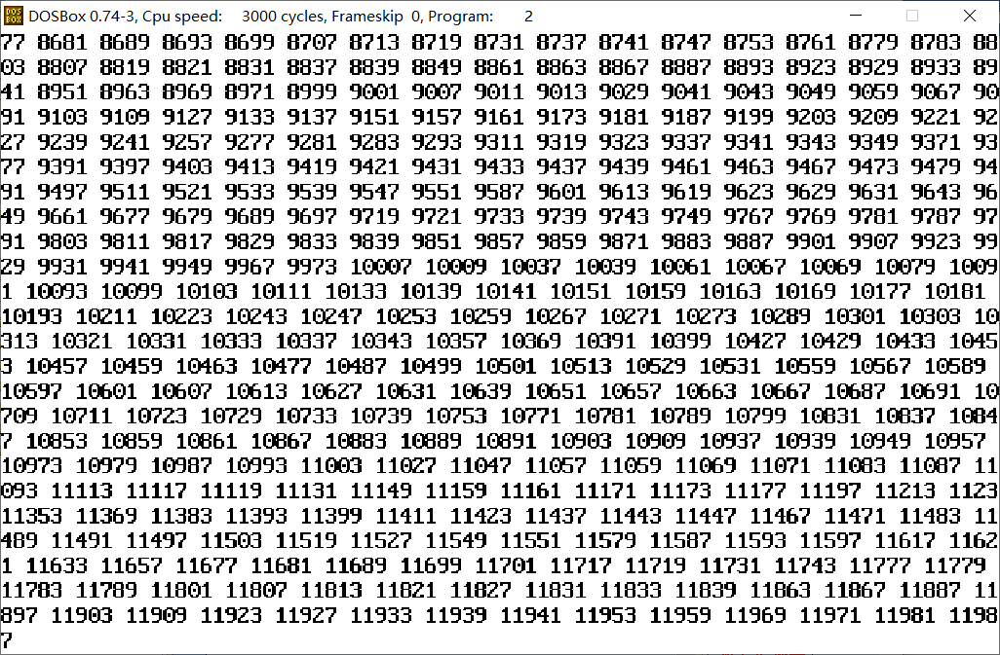 DOSBox 0.74-3, Cpu speed: 3000 cycles, Frameskip 0, Program: 2
77 8681 8689 8693 8699 8707 8713 8719 8731 8737 8741 8747 8753 8761 8779 8783 88
03 8807 8819 8821 8831 8837 8839 8849 8861 8863 8867 8887 8893 8923 8929 8933 89
41 8951 8963 8969 8971 8999 9001 9007 9011 9013 9029 9041 9043 9049 9059 9067 90
91 9103 9109 9127 9133 9137 9151 9157 9161 9173 9181 9187 9199 9203 9209 9221 92
27 9239 9241 9257 9277 9281 9283 9293 9311 9319 9323 9337 9341 9343 9349 9371 93
77 9391 9397 9403 9413 9419 9421 9431 9433 9437 9439 9461 9463 9467 9473 9479 94
91 9497 9511 9521 9533 9539 9547 9551 9587 9601 9613 9619 9623 9629 9631 9643 96
49 9661 9677 9679 9689 9697 9719 9721 9733 9739 9743 9749 9767 9769 9781 9787 97
91 9803 9811 9817 9829 9833 9839 9851 9857 9859 9871 9883 9887 9901 9907 9923 99
29 9931 9941 9949 9967 9973 10007 10009 10037 10039 10061 10067 10069 10079 1009
1 10093 10099 10103 10111 10133 10139 10141 10151 10159 10163 10169 10177 10181
10193 10211 10223 10243 10247 10253 10259 10267 10271 10273 10289 10301 10303 10
313 10321 10331 10333 10337 10343 10357 10369 10391 10399 10427 10429 10433 1045
3 10457 10459 10463 10477 10487 10499 10501 10513 10529 10531 10559 10567 10589
10597 10601 10607 10613 10627 10631 10639 10651 10657 10663 10667 10687 10691 10
709 10711 10723 10729 10733 10739 10753 10771 10781 10789 10799 10831 10837 1084
7 10853 10859 10861 10867 10883 10889 10891 10903 10909 10937 10939 10949 10957
10973 10979 10987 10993 11003 11027 11047 11057 11059 11069 11071 11083 11087 11
093 11113 11117 11119 11131 11149 11159 11161 11171 11173 11177 11197 11213 1123
11353 11369 11383 11393 11399 11411 11423 11437 11443 11447 11467 11471 11483 11
489 11491 11497 11503 11519 11527 11549 11551 11579 11587 11593 11597 11617 1162
1 11633 11657 11677 11681 11689 11699 11701 11717 11719 11731 11743 11777 11779
11783 11789 11801 11807 11813 11821 11827 11831 11833 11839 11863 11867 11887 11
897 11903 11909 11923 11927 11933 11939 11941 11953 11959 11969 11971 11981 1198
7